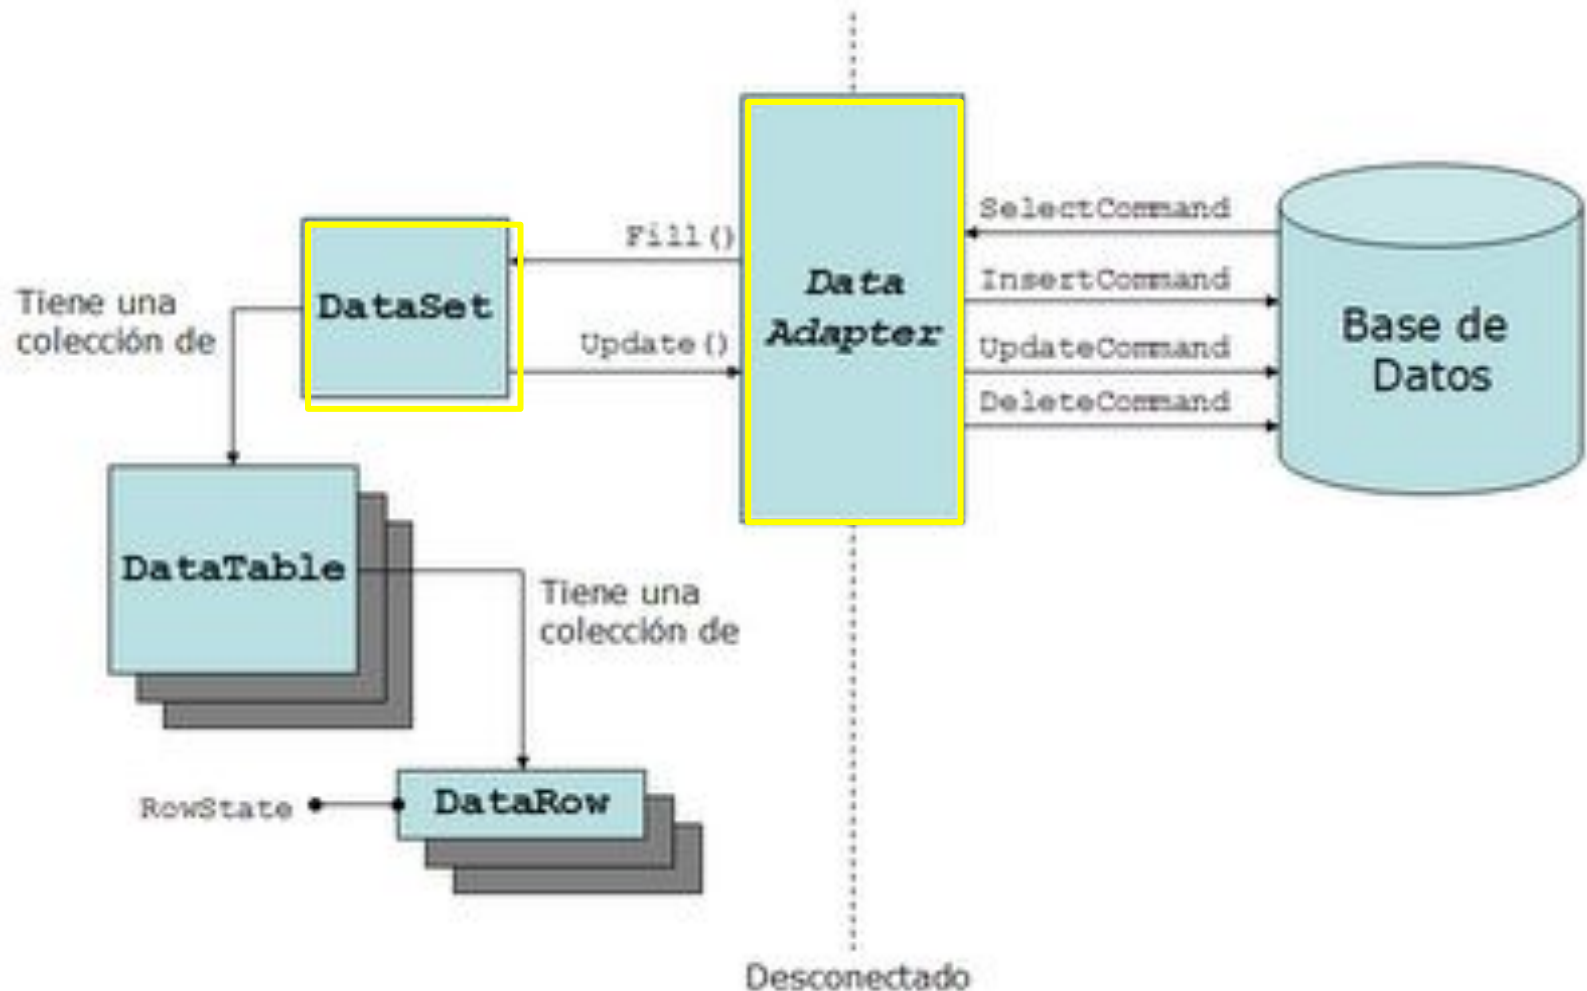 SelectCommand
Fill()
Data
Adapter
InsertCommand
Tiene una
colección de
DataSet
Base de
Datos
Update()
UpdateCommand
DeleteCommand
DataTable
Tiene una
colección de
RowState
DataRow
Desconectado